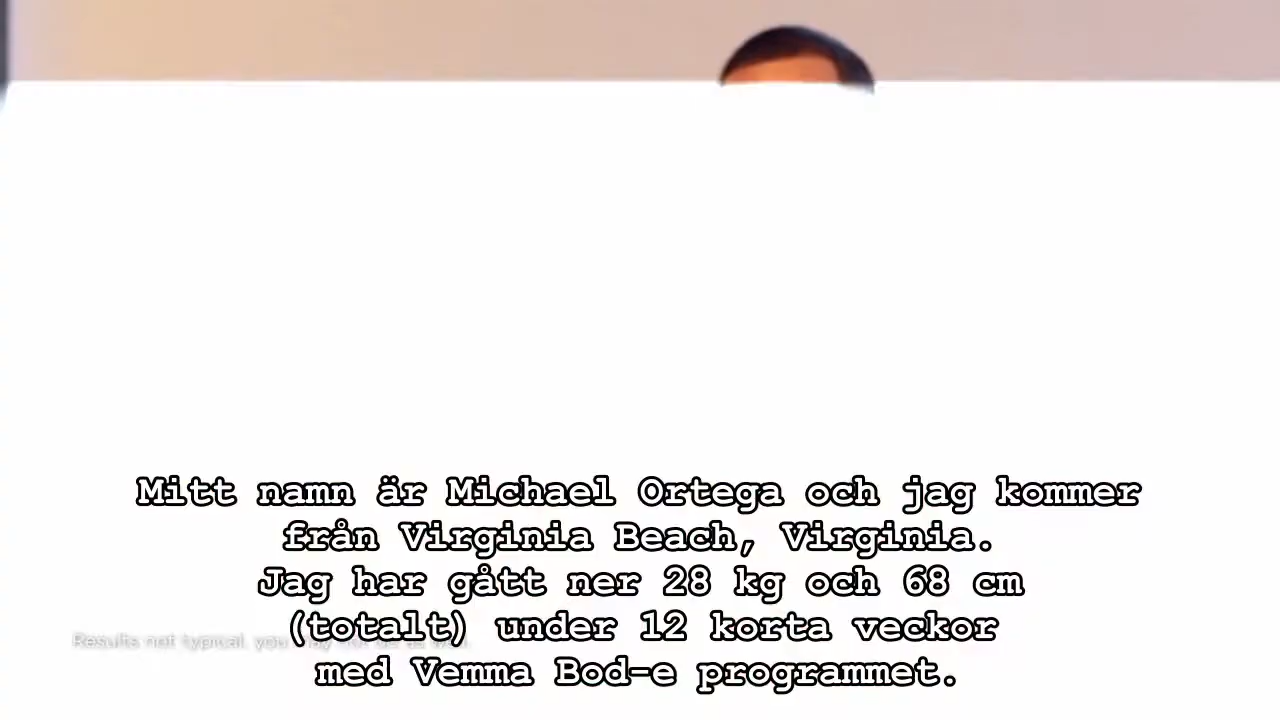 Mitt namn är Michael Ortega och jag kommer
från Virginia Beach, Virginia.
Jag har gått ner 28 kg och 68 cm
(totalt) under 12 korta veckor
Results not typical, you
med Vemma Bod-e programmet.